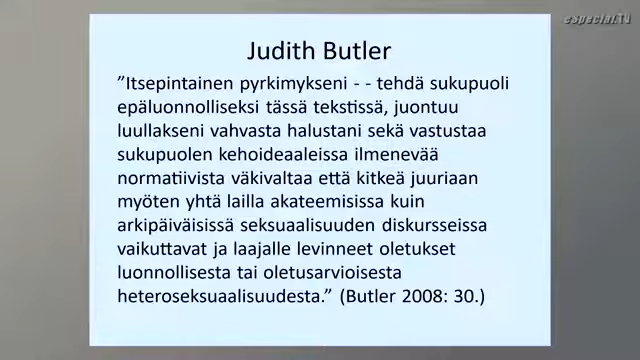 eSpecial.TV
Judith Butler
”Itsepintainen pyrkimykseni - - tehdä sukupuoli
epäluonnolliseksi tässä tekstissä, juontuu
luullakseni vahvasta halustani sekä vastustaa
sukupuolen kehoideaaleissa ilmenevää
normatiivista väkivaltaa että kitkeä juuriaan
myöten yhtä lailla akateemisissa kuin
arkipäiväisissä seksuaalisuuden diskursseissa
vaikuttavat ja laajalle levinneet oletukset
luonnollisesta tai oletusarvioisesta
heteroseksuaalisuudesta.” (Butler 2008: 30.)